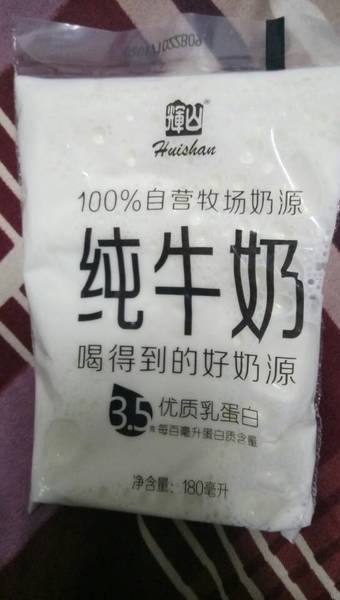 輝山®
Huishan
100%自营牧场奶源
纯牛奶
喝得到的好奶源
3.5克 优质乳蛋白
每百毫升蛋白质含量
净含量：180毫升